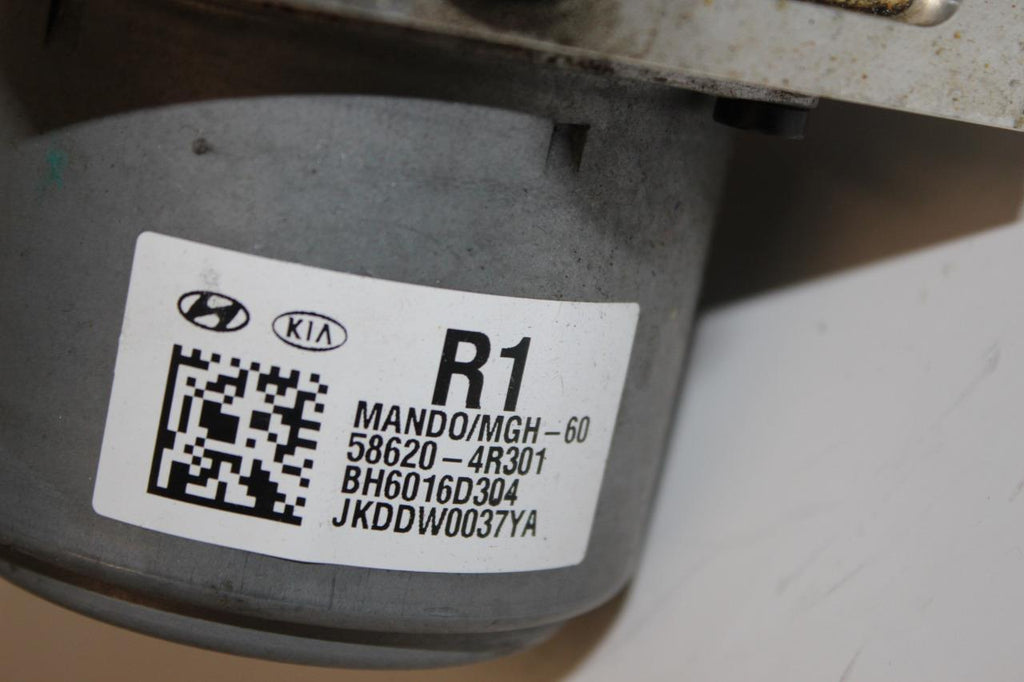 KIA
R1
MANDO/MGH-60
58620-4R301
BH6016D304
JKDDW0037YA